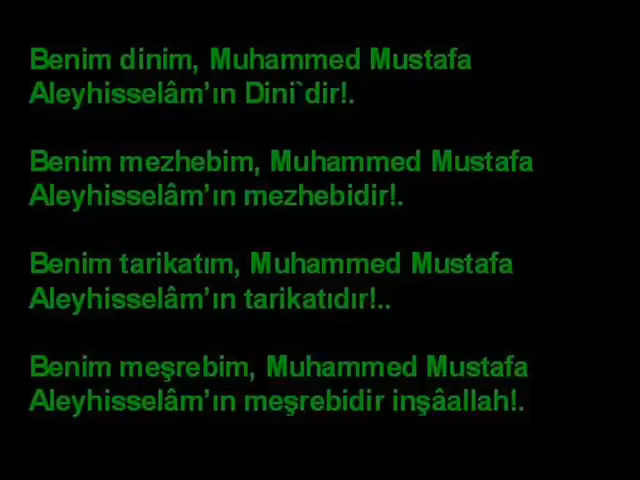 Benim dinim, Muhammed Mustafa
Aleyhisselâm’ın Dini`dir!.
Benim mezhebim, Muhammed Mustafa
Aleyhisselâm’ın mezhebidir!.
Benim tarikatım, Muhammed Mustafa
Aleyhisselâm’ın tarikatıdır!..
Benim meşrebim, Muhammed Mustafa
Aleyhisselâm’ın meşrebidir inşâallah!.